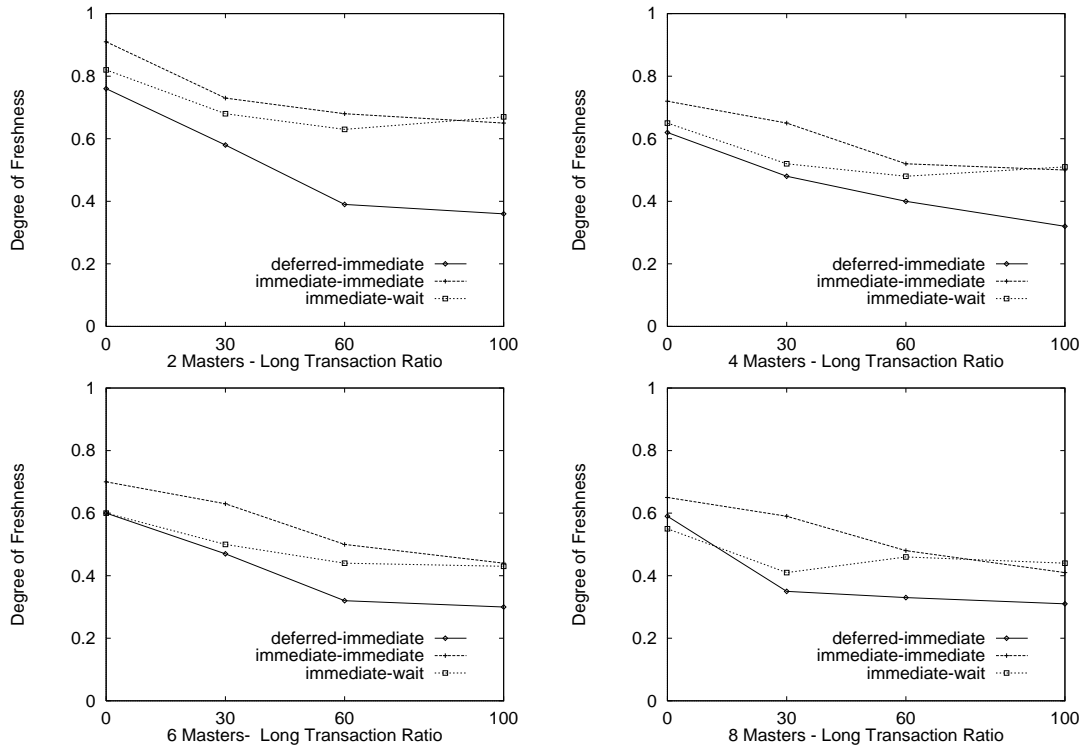 1
0.8
0.6
0.4
0.2
0
Degree of Freshness
deferred-immediate
immediate-immediate
immediate-wait
0 30 60 100
2 Masters - Long Transaction Ratio
1
0.8
0.6
0.4
0.2
0
Degree of Freshness
deferred-immediate
immediate-immediate
immediate-wait
0 30 60 100
4 Masters - Long Transaction Ratio
1
0.8
0.6
0.4
0.2
0
Degree of Freshness
deferred-immediate
immediate-immediate
immediate-wait
0 30 60 100
6 Masters-  Long Transaction Ratio
1
0.8
0.6
0.4
0.2
0
Degree of Freshness
deferred-immediate
immediate-immediate
immediate-wait
0 30 60 100
8 Masters - Long Transaction Ratio